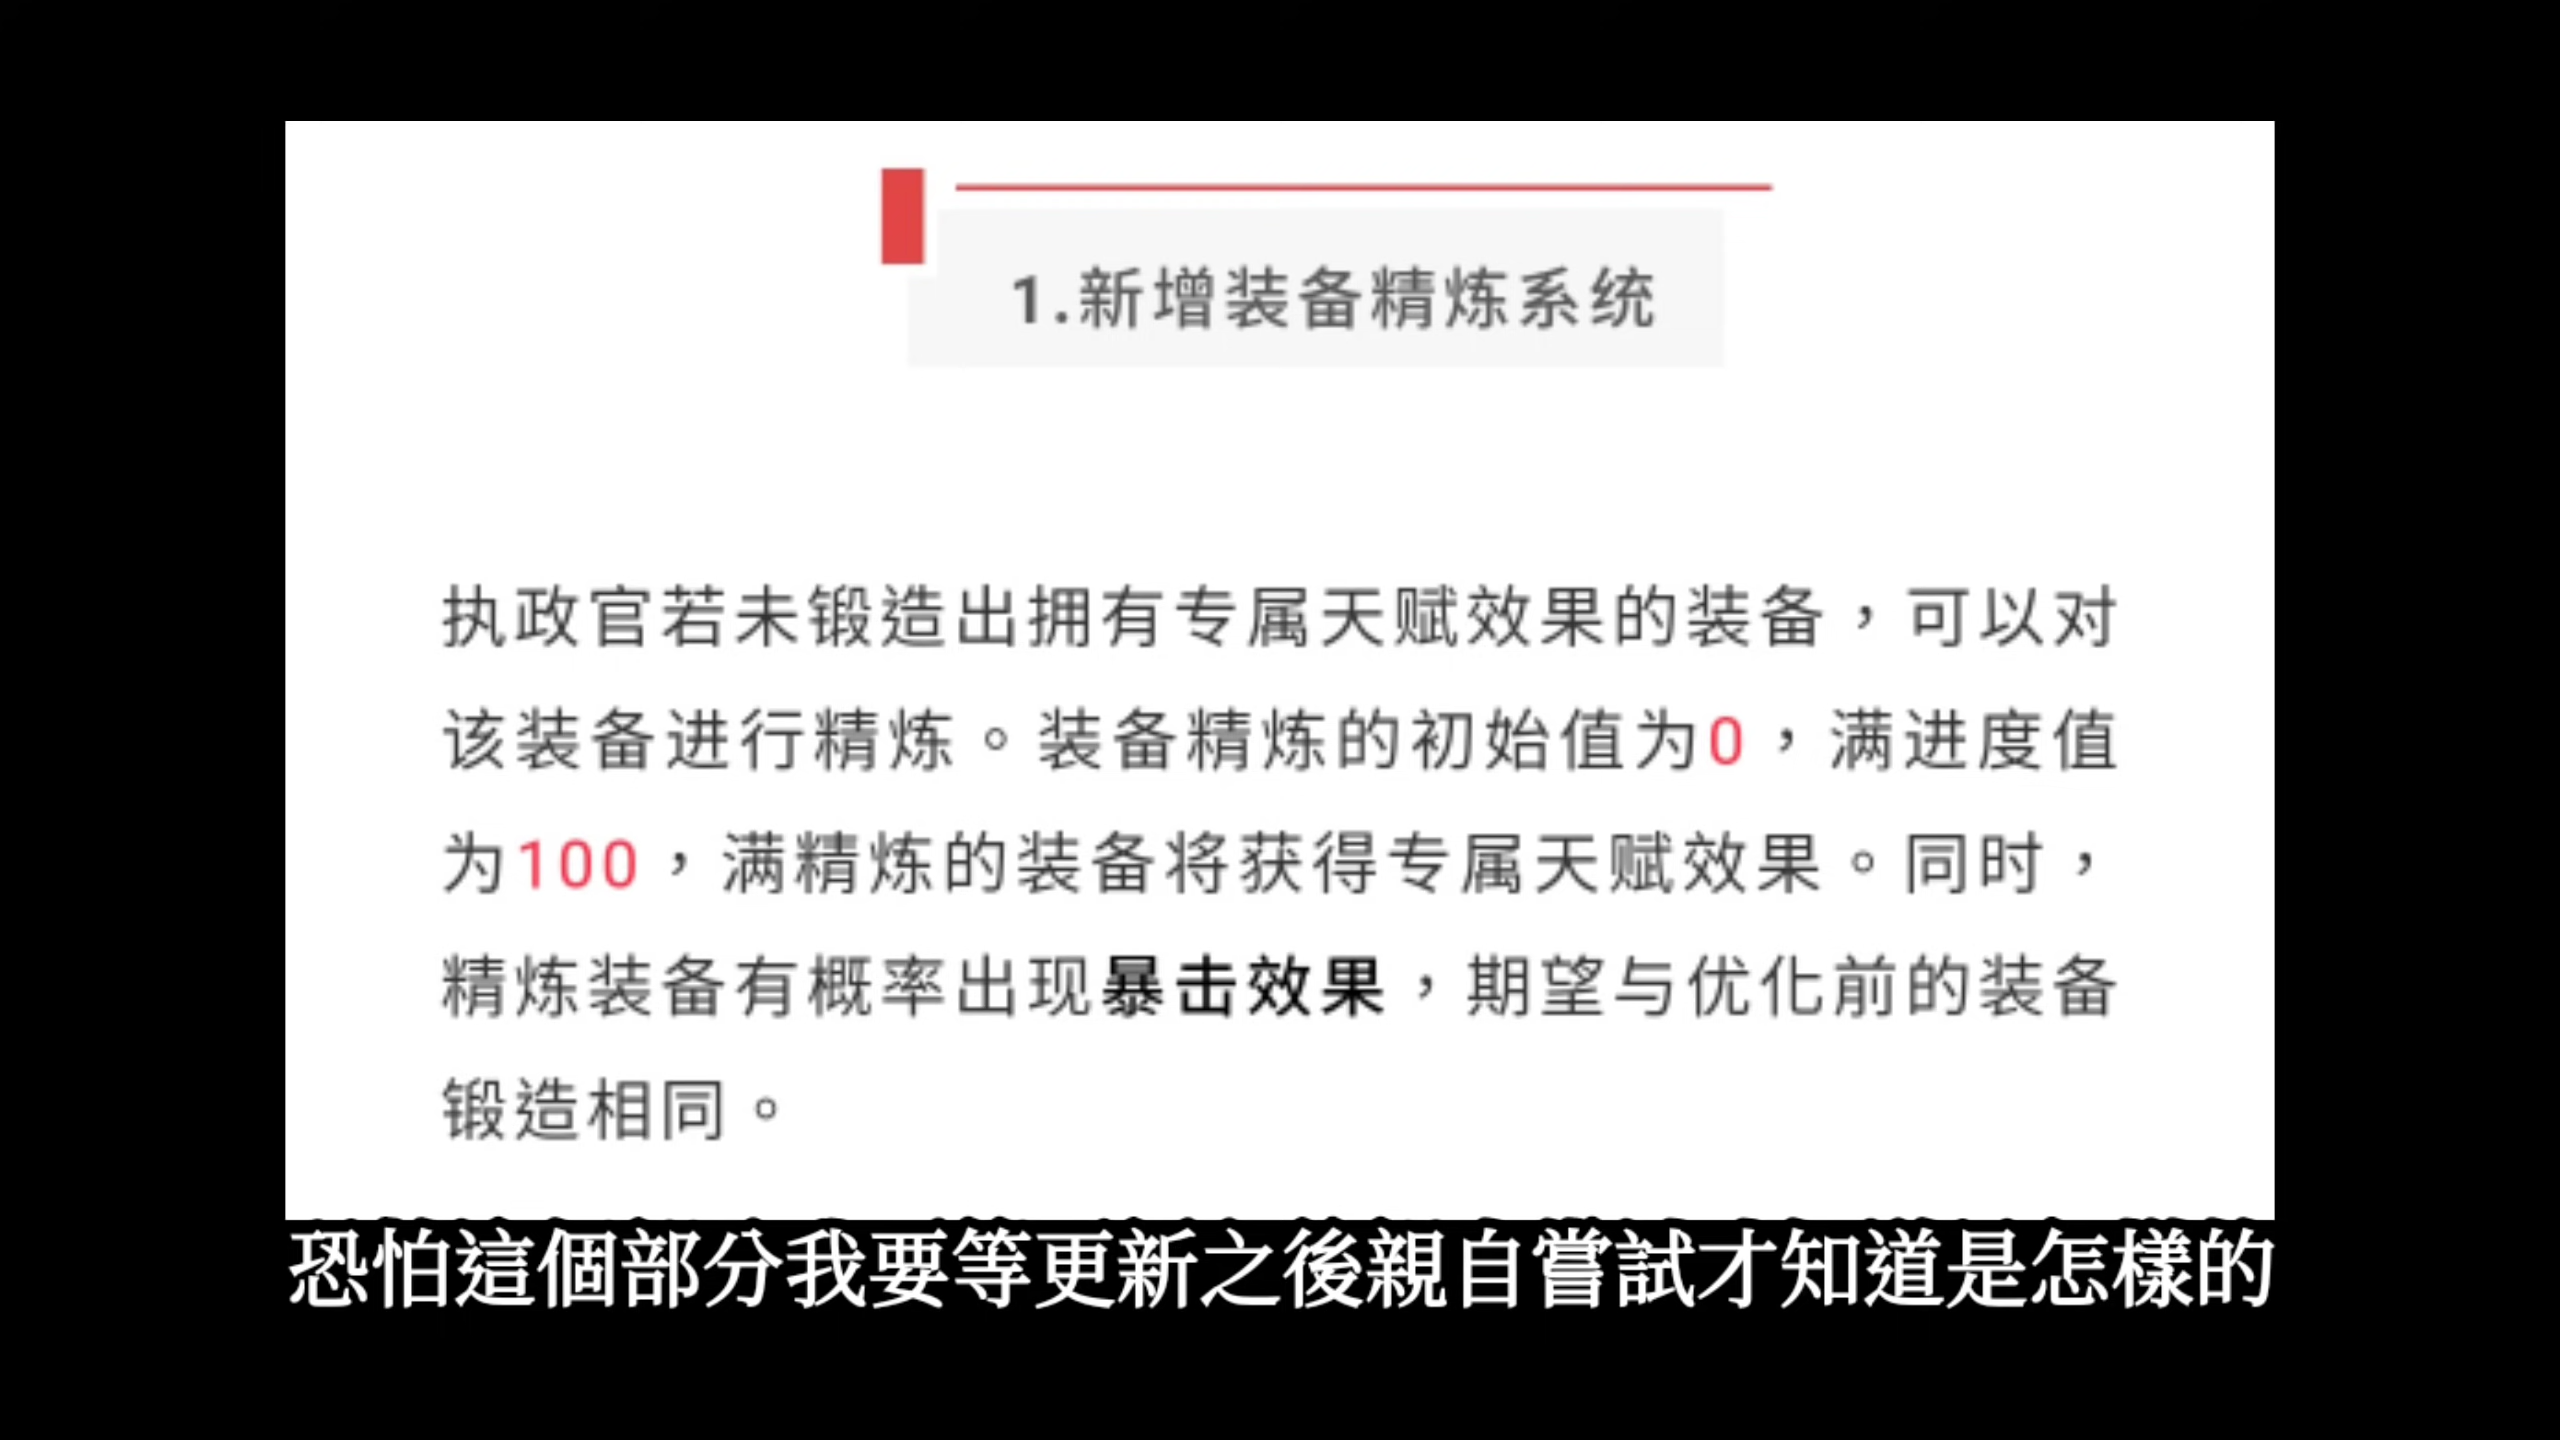 1.新增装备精炼系统
执政官若未锻造出拥有专属天赋效果的装备，可以对
该装备进行精炼。装备精炼的初始值为0，满进度值
为100，满精炼的装备将获得专属天赋效果。同时，
精炼装备有概率出现暴击效果，期望与优化前的装备
锻造相同。
恐怕這個部分我要等更新之後親自嘗試才知道是怎樣的